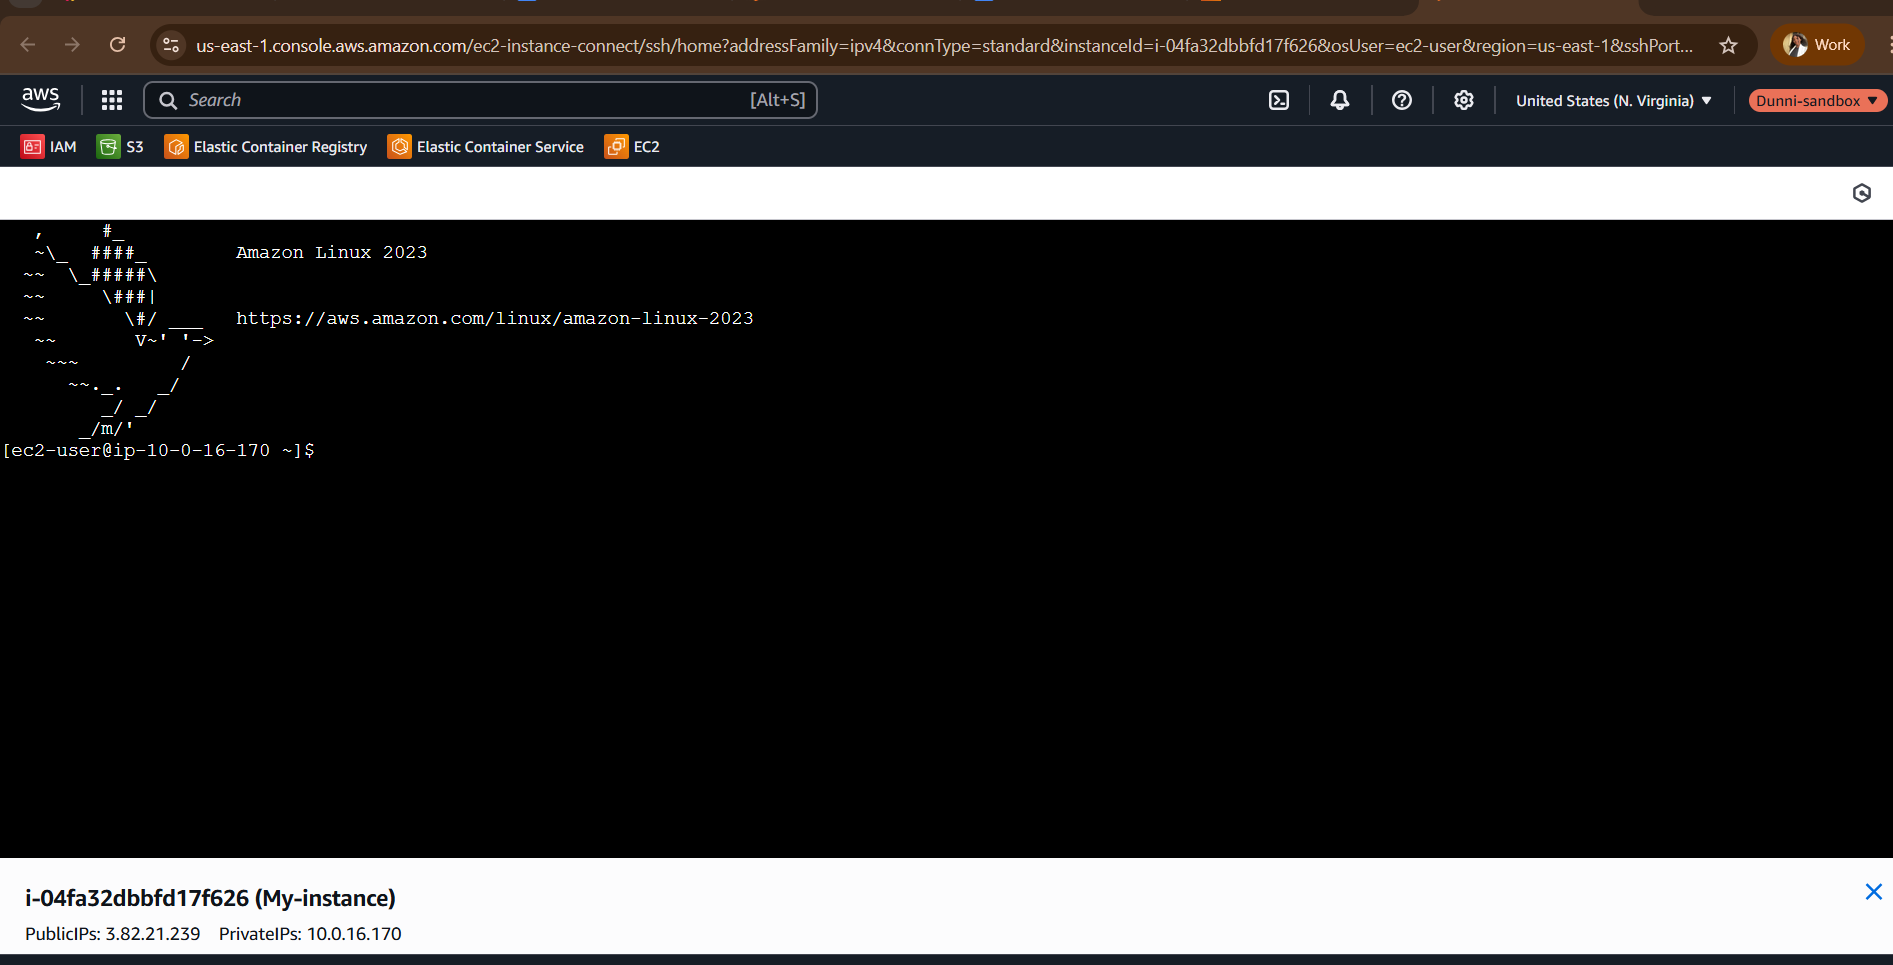 us-east-1.console.aws.amazon.com/ec2-instance-connect/ssh/home?addressFamily=ipv4&connType=standard&instanceId=i-04fa32dbbfd17f626&osUser=ec2-user&region=us-east-1&sshPort...
Work
aws
Search
[Alt+S]
United States (N. Virginia)
Dunni-sandbox
IAM
S3
Elastic Container Registry
Elastic Container Service
EC2
   ,     #_
   ~\_  ####_        Amazon Linux 2023
  ~~  \_#####\
  ~~     \###|
  ~~       \#/ ___   https://aws.amazon.com/linux/amazon-linux-2023
   ~~       V~' '->
    ~~~         /
      ~~._.   _/
         _/ _/
       _/m/'
[ec2-user@ip-10-0-16-170 ~]$
i-04fa32dbbfd17f626 (My-instance)
PublicIPs: 3.82.21.239 PrivateIPs: 10.0.16.170